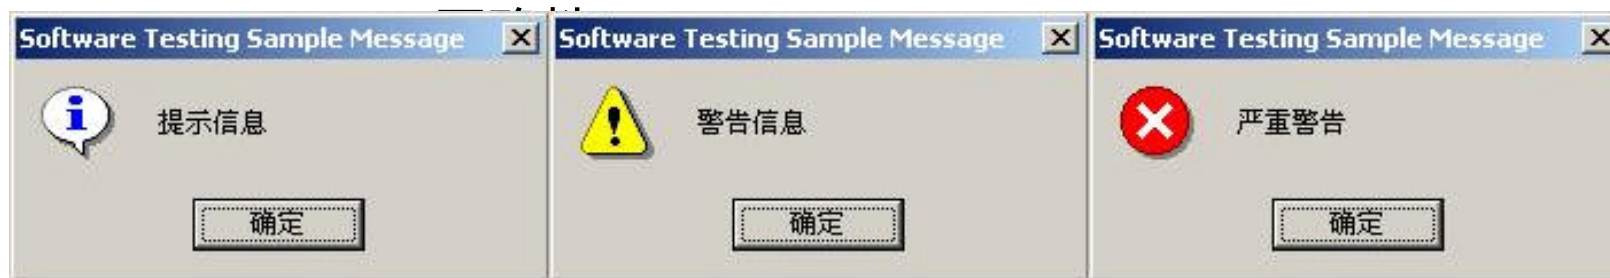 Software Testing Sample Message
提示信息
确定
Software Testing Sample Message
警告信息
确定
Software Testing Sample Message
严重警告
确定